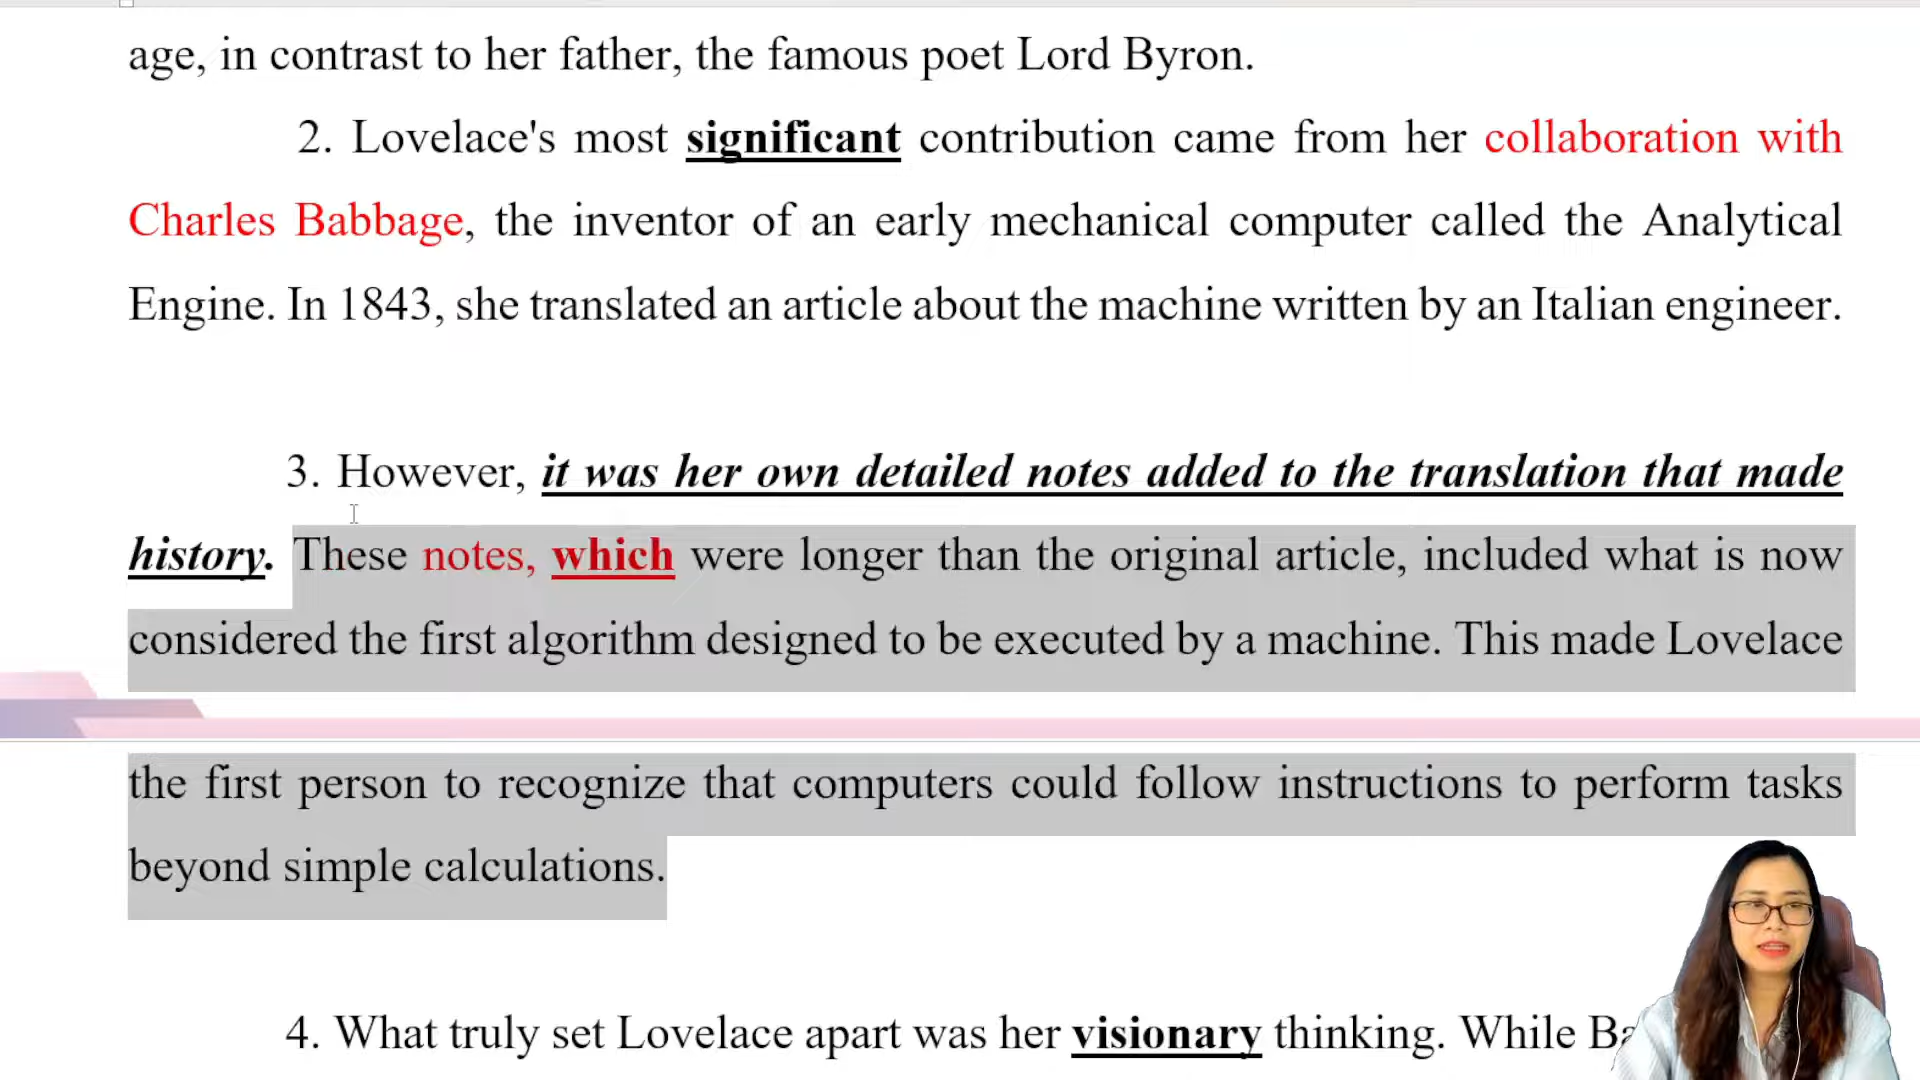 age, in contrast to her father, the famous poet Lord Byron.
2. Lovelace's most significant contribution came from her collaboration with
Charles Babbage, the inventor of an early mechanical computer called the Analytical
Engine. In 1843, she translated an article about the machine written by an Italian engineer.
3. However, it was her own detailed notes added to the translation that made
history. These notes, which were longer than the original article, included what is now
considered the first algorithm designed to be executed by a machine. This made Lovelace
the first person to recognize that computers could follow instructions to perform tasks
beyond simple calculations.
4. What truly set Lovelace apart was her visionary thinking. While